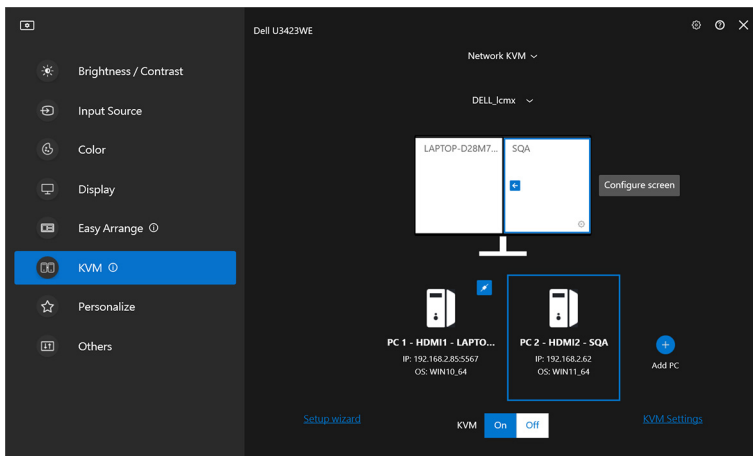 Dell U3423WE
Network KVM
DELL_lcmx
Brightness / Contrast
Input Source
Color
Display
Easy Arrange
KVM
Personalize
Others
LAPTOP-D28M7...
SQA
Configure screen
PC 1 - HDMI1 - LAPTO...
IP: 192.168.2.85:5567
OS: WIN10_64
PC 2 - HDMI2 - SQA
IP: 192.168.2.62
OS: WIN11_64
Add PC
Setup wizard
KVM
On
Off
KVM Settings